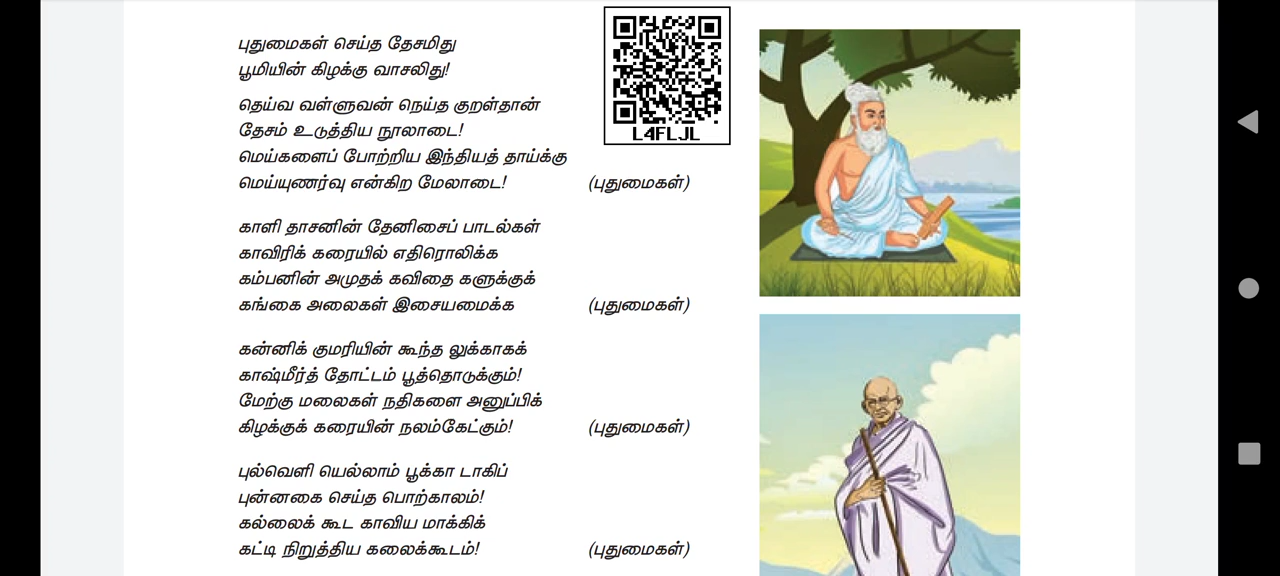 புதுமைகள் செய்த தேசமிது
பூமியின் கிழக்கு வாசலிது!
L4FLJL
தெய்வ வள்ளுவன் நெய்த குறள்தான்
தேசம் உடுத்திய நூலாடை!
மெய்களைப் போற்றிய இந்தியத் தாய்க்கு
மெய்யுணர்வு என்கிற மேலாடை! (புதுமைகள்)
காளி தாசனின் தேனிசைப் பாடல்கள்
காவிரிக் கரையில் எதிரொலிக்க
கம்பனின் அமுதக் கவிதை களுக்குக்
கங்கை அலைகள் இசையமைக்க (புதுமைகள்)
கன்னிக் குமரியின் கூந்த லுக்காகக்
காஷ்மீர்த் தோட்டம் பூத்தொடுக்கும்!
மேற்கு மலைகள் நதிகளை அனுப்பிக்
கிழக்குக் கரையின் நலம்கேட்கும்! (புதுமைகள்)
புல்வெளி யெல்லாம் பூக்கா டாகிப்
புன்னகை செய்த பொற்காலம்!
கல்லைக் கூட காவிய மாக்கிக்
கட்டி நிறுத்திய கலைக்கூடம்! (புதுமைகள்)